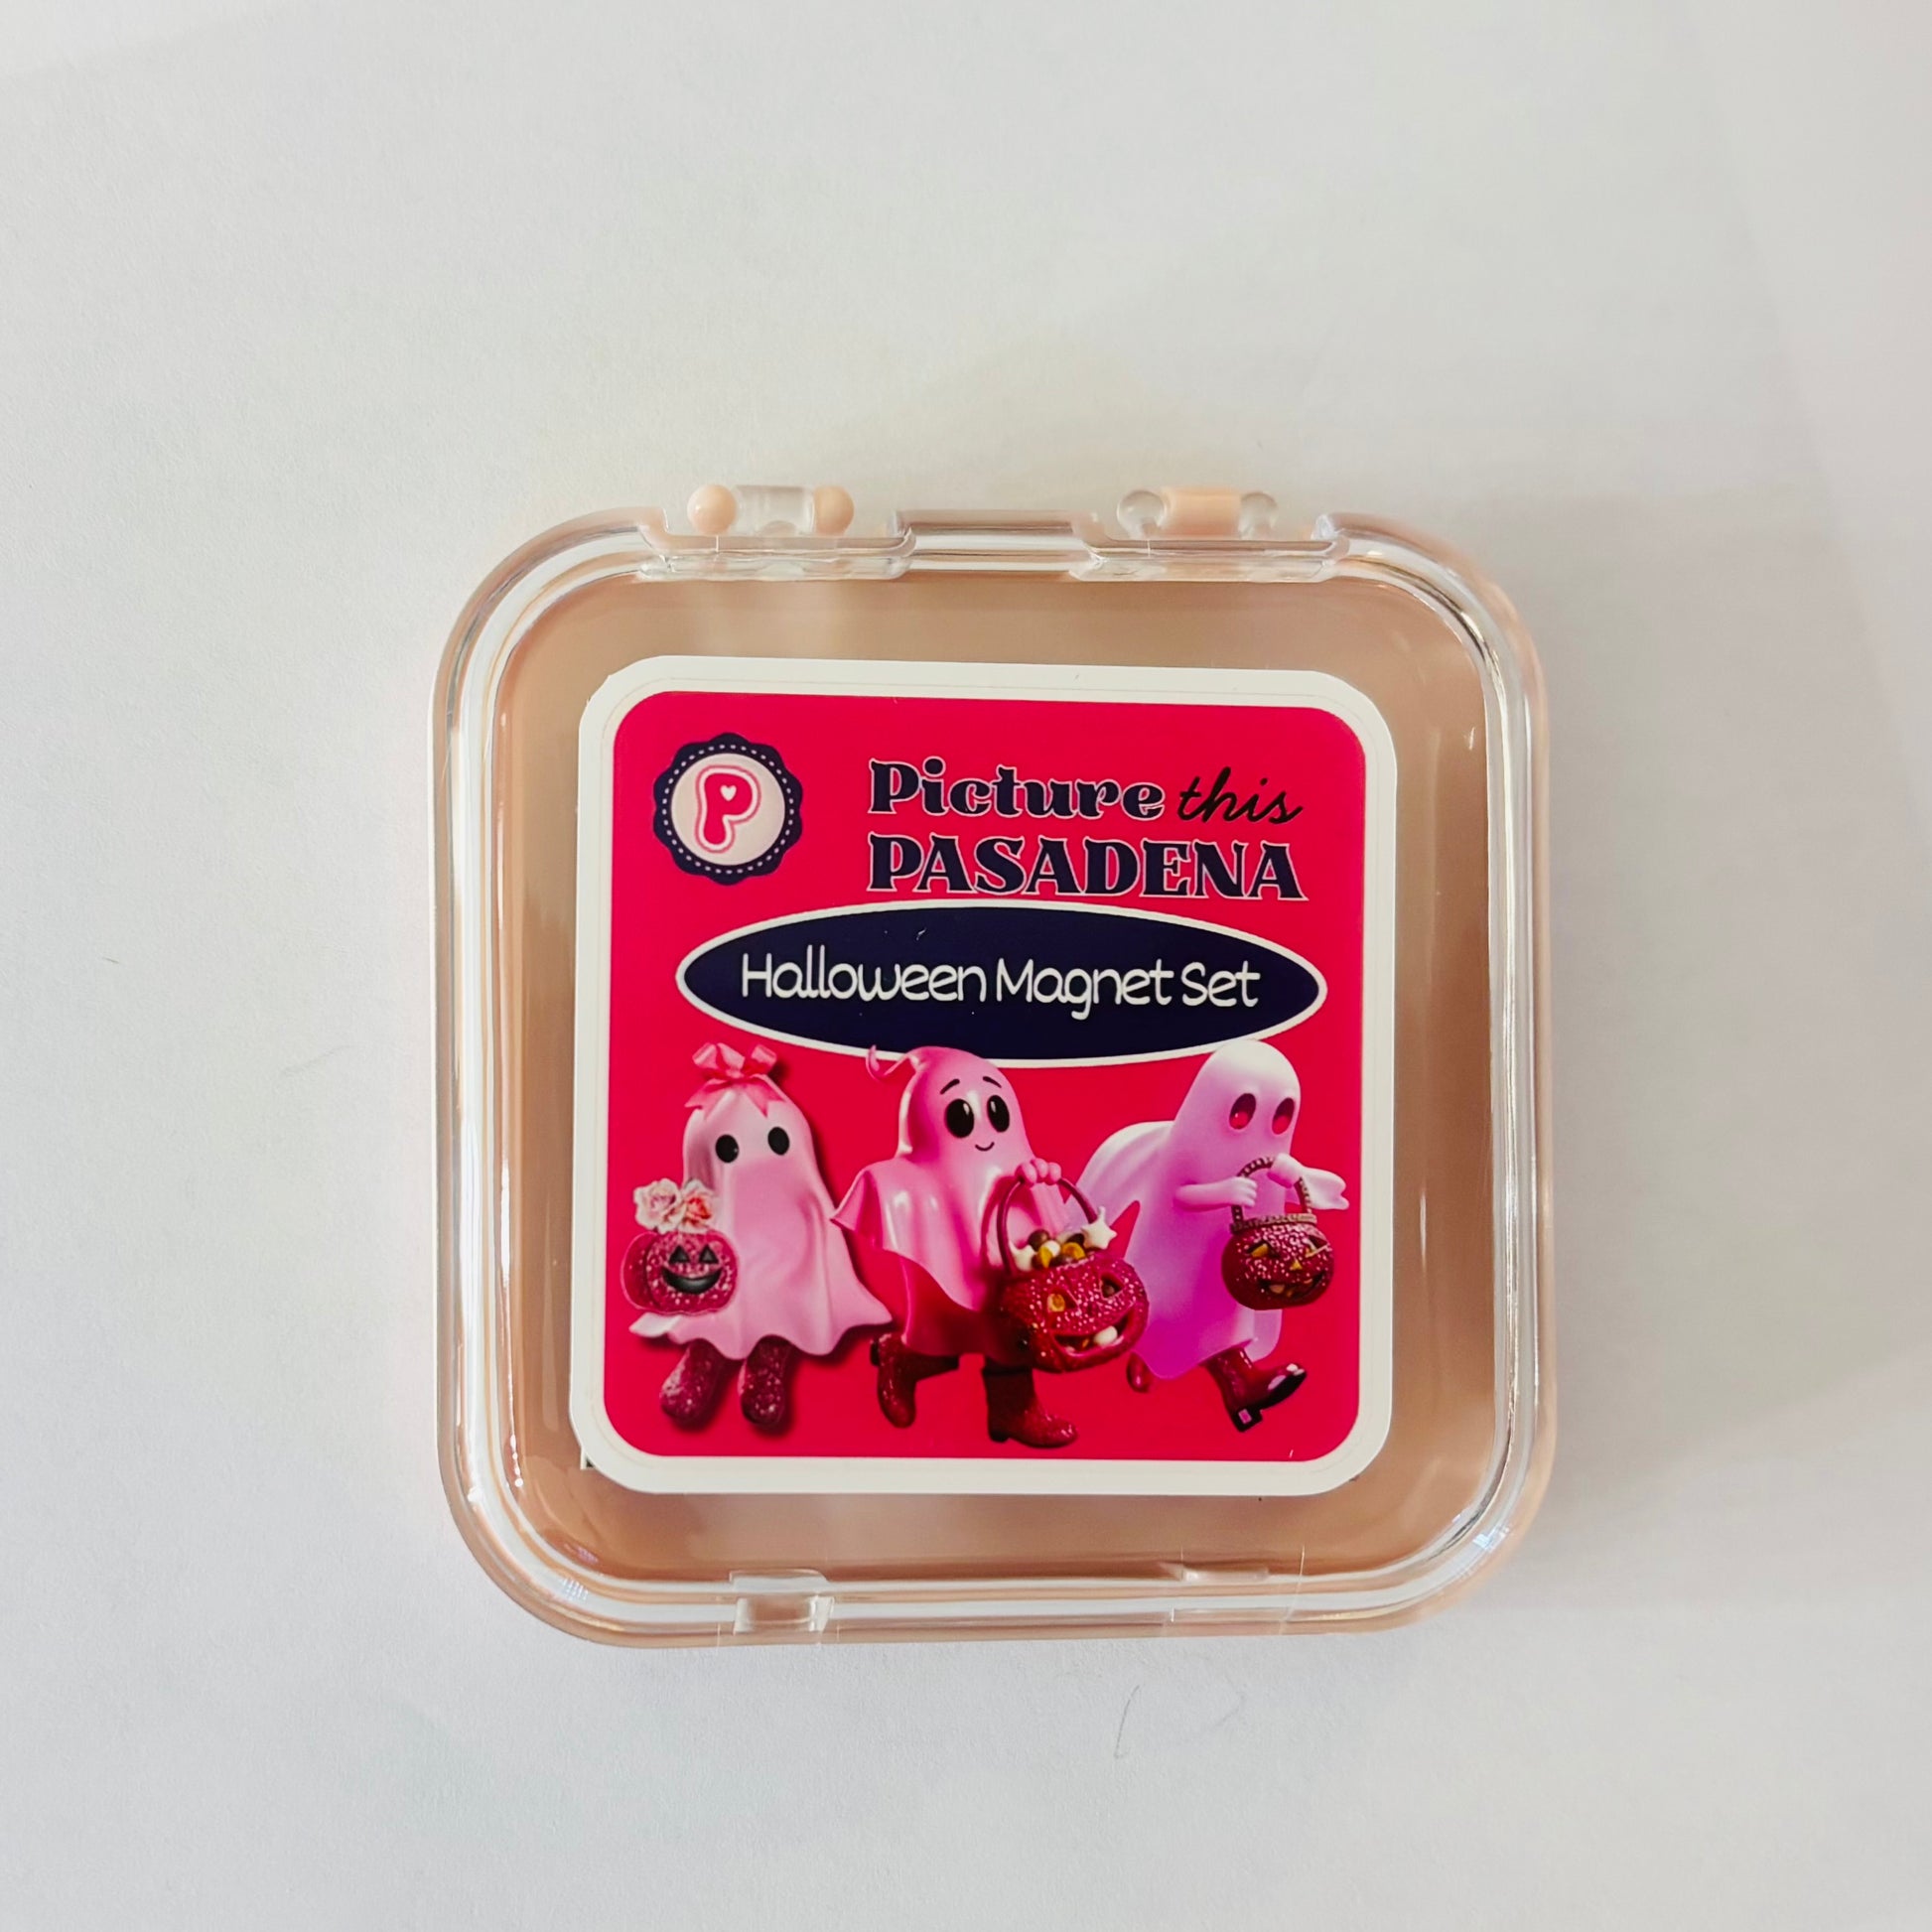 P
Picture this
PASADENA
Halloween Magnet Set